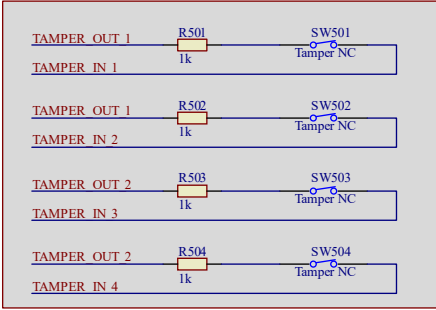 R501 SW501
TAMPER_OUT_1
1k Tamper NC
TAMPER_IN_1
R502 SW502
TAMPER_OUT_1
1k Tamper NC
TAMPER_IN_2
R503 SW503
TAMPER_OUT_2
1k Tamper NC
TAMPER_IN_3
R504 SW504
TAMPER_OUT_2
1k Tamper NC
TAMPER_IN_4